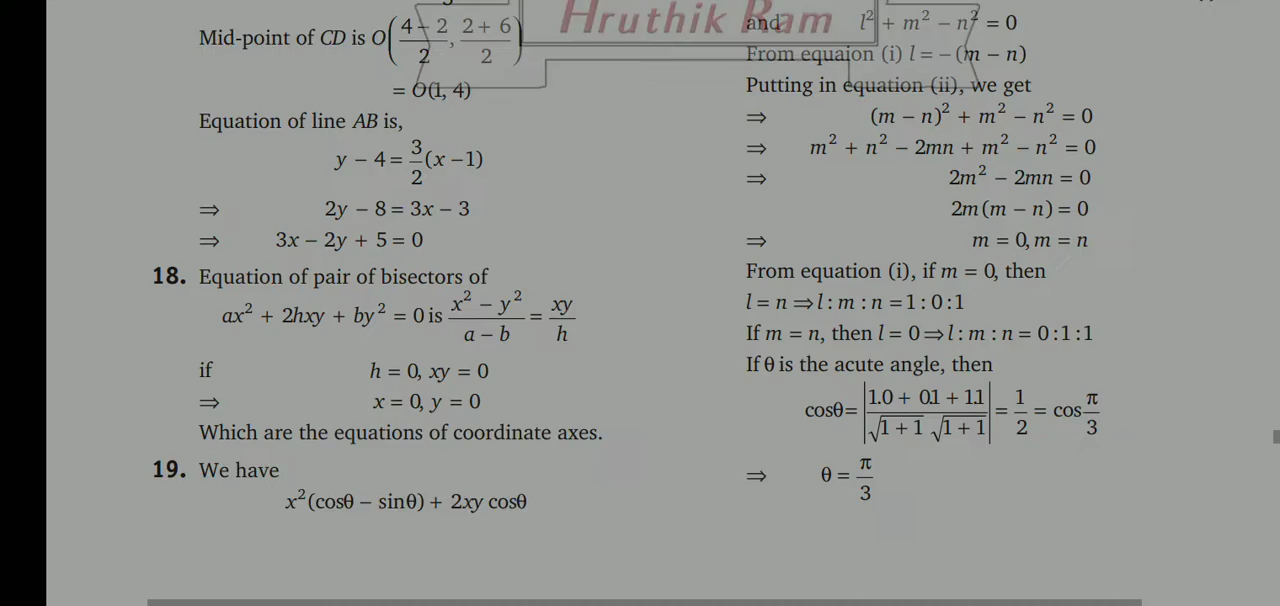 Hruthik Ram
Mid-point of CD is O((4 – 2)/2, (2 + 6)/2)
= O(1, 4)
Equation of line AB is,
y – 4 = 3/2 (x – 1)
⇒ 2y – 8 = 3x – 3
⇒ 3x – 2y + 5 = 0
18. Equation of pair of bisectors of
ax² + 2hxy + by² = 0 is (x² – y²)/(a – b) = xy/h
if h = 0, xy = 0
⇒ x = 0, y = 0
Which are the equations of coordinate axes.
19. We have
x²(cosθ – sinθ) + 2xy cosθ
and l² + m² – n² = 0
From equaion (i) l = – (m – n)
Putting in equation (ii), we get
⇒ (m – n)² + m² – n² = 0
⇒ m² + n² – 2mn + m² – n² = 0
⇒ 2m² – 2mn = 0
2m(m – n) = 0
⇒ m = 0, m = n
From equation (i), if m = 0, then
l = n ⇒ l : m : n = 1 : 0 : 1
If m = n, then l = 0 ⇒ l : m : n = 0 : 1 : 1
If θ is the acute angle, then
cosθ = |(1.0 + 0.1 + 1.1)/(√1 + 1 √1 + 1)| = 1/2 = cos π/3
⇒ θ = π/3